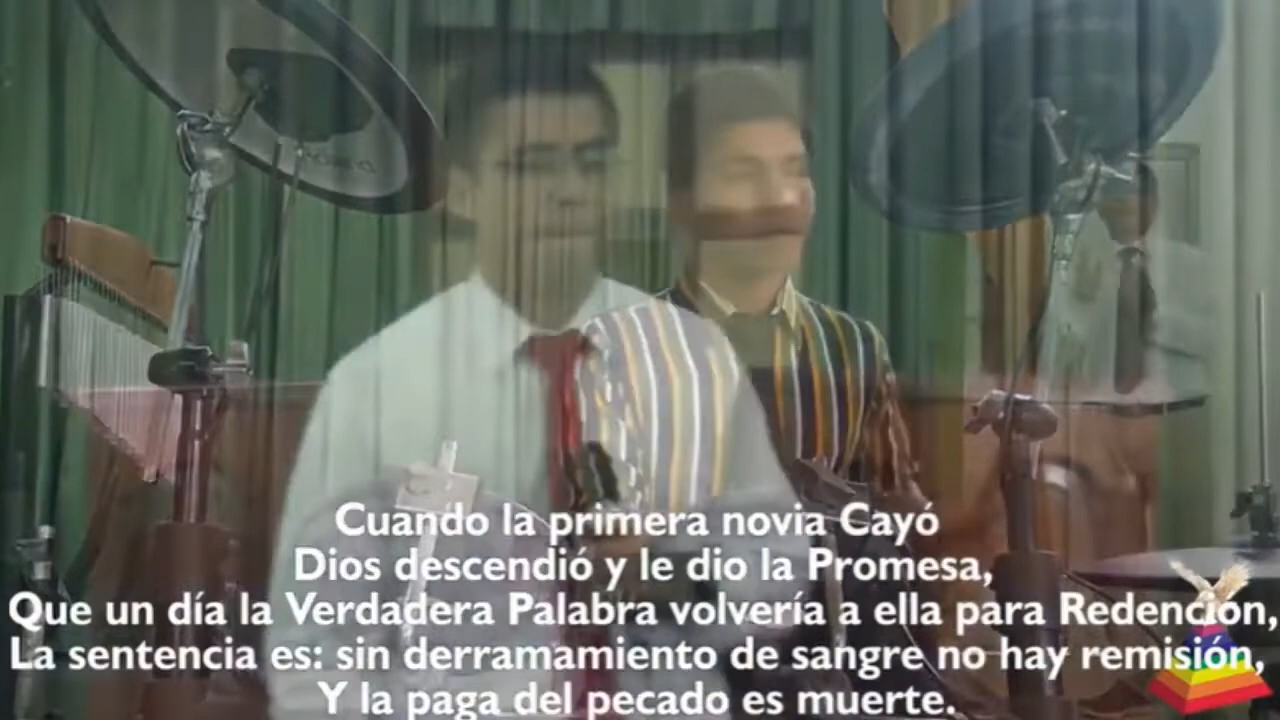 Cuando la primera novia Cayó
Dios descendió y le dio la Promesa,
Que un día la Verdadera Palabra volvería a ella para Redención,
La sentencia es: sin derramamiento de sangre no hay remisión,
Y la paga del pecado es muerte.